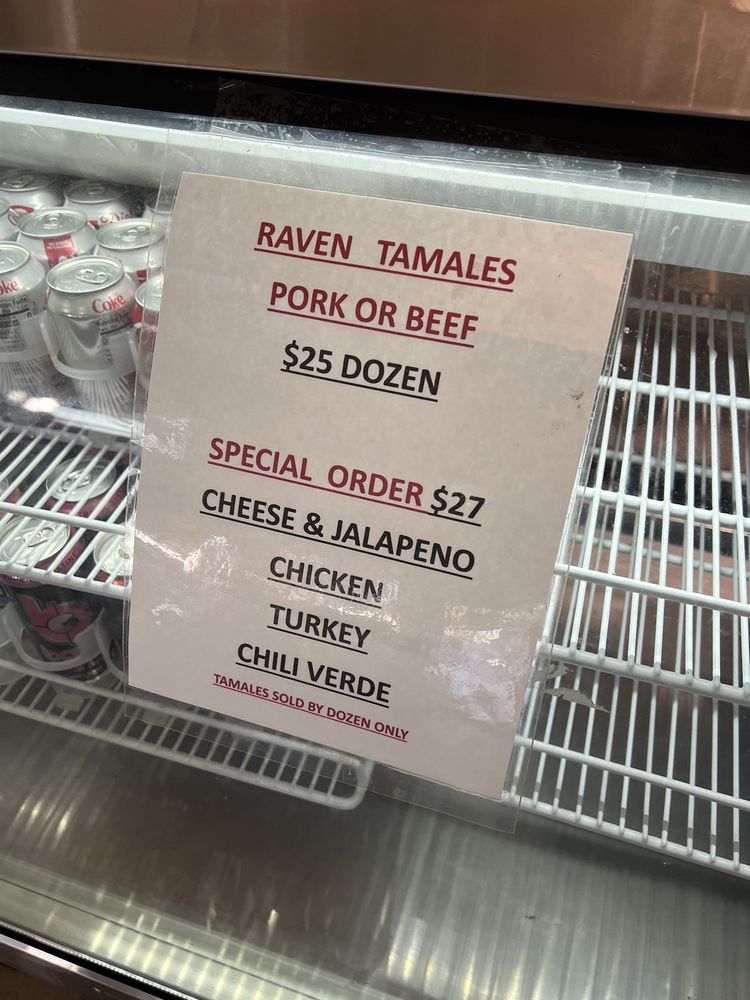 RAVEN TAMALES
PORK OR BEEF
$25 DOZEN
SPECIAL ORDER $27
CHEESE & JALAPENO
CHICKEN
TURKEY
CHILI VERDE
TAMALES SOLD BY DOZEN ONLY
Coke